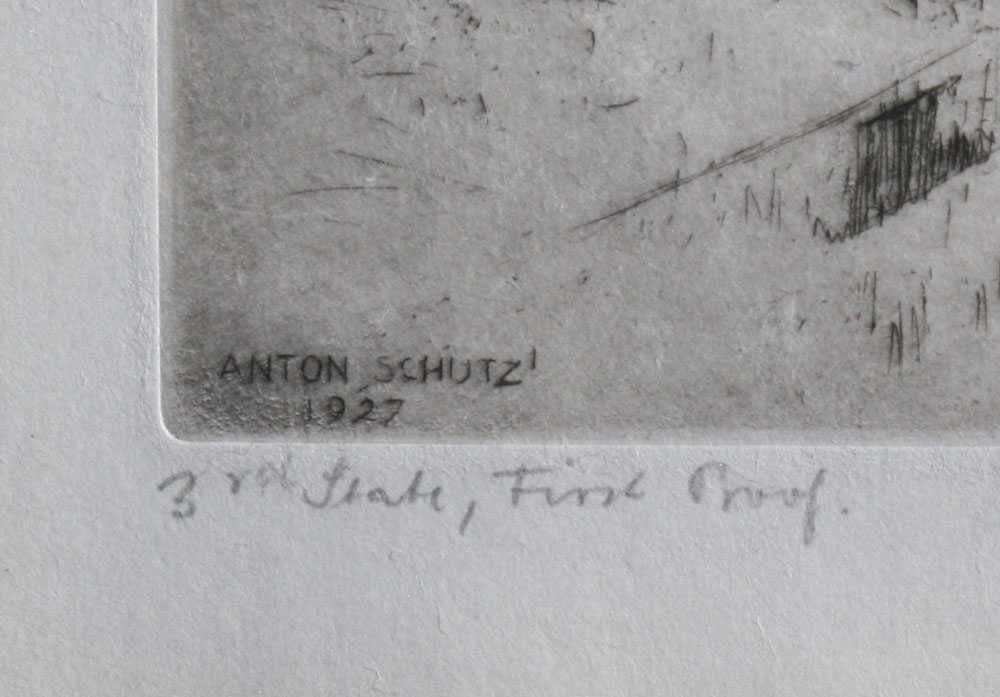 ANTON SCHUTZ
1927
3rd State, First Proof.